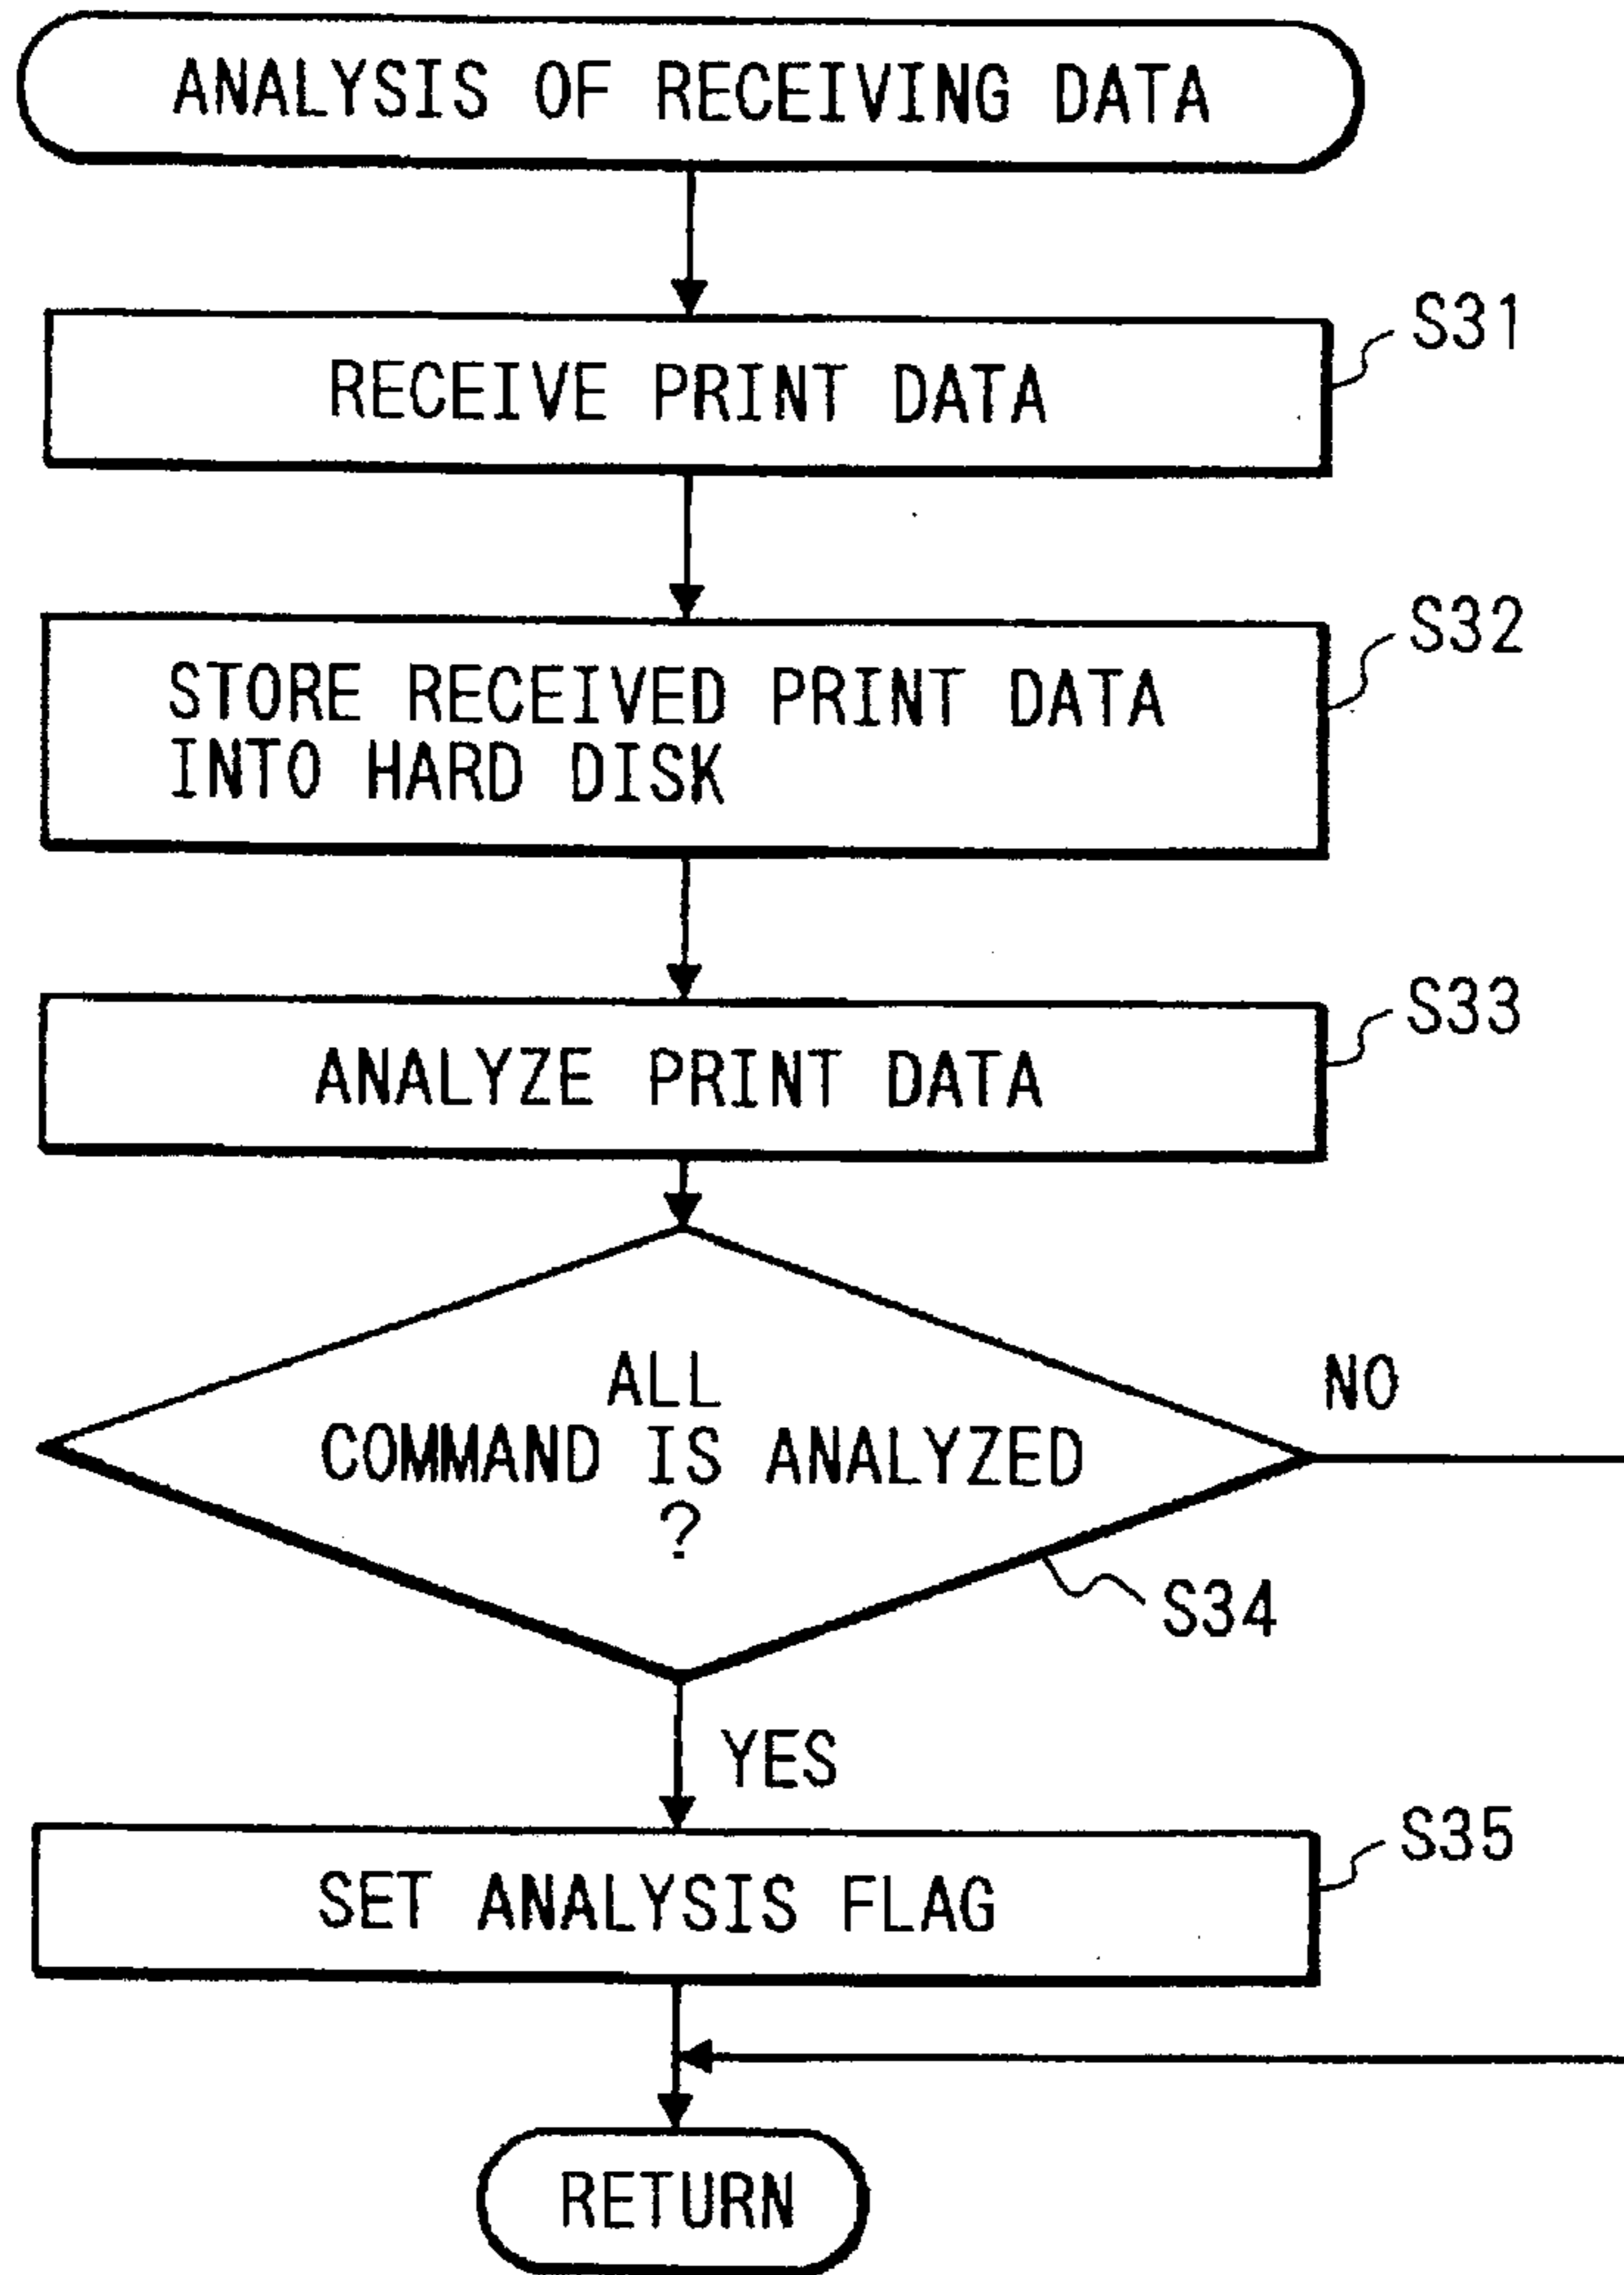 ANALYSIS OF RECEIVING DATA
RECEIVE PRINT DATA
S31
STORE RECEIVED PRINT DATA
INTO HARD DISK
S32
ANALYZE PRINT DATA
S33
ALL
COMMAND IS ANALYZED
?
NO
S34
YES
SET ANALYSIS FLAG
S35
RETURN